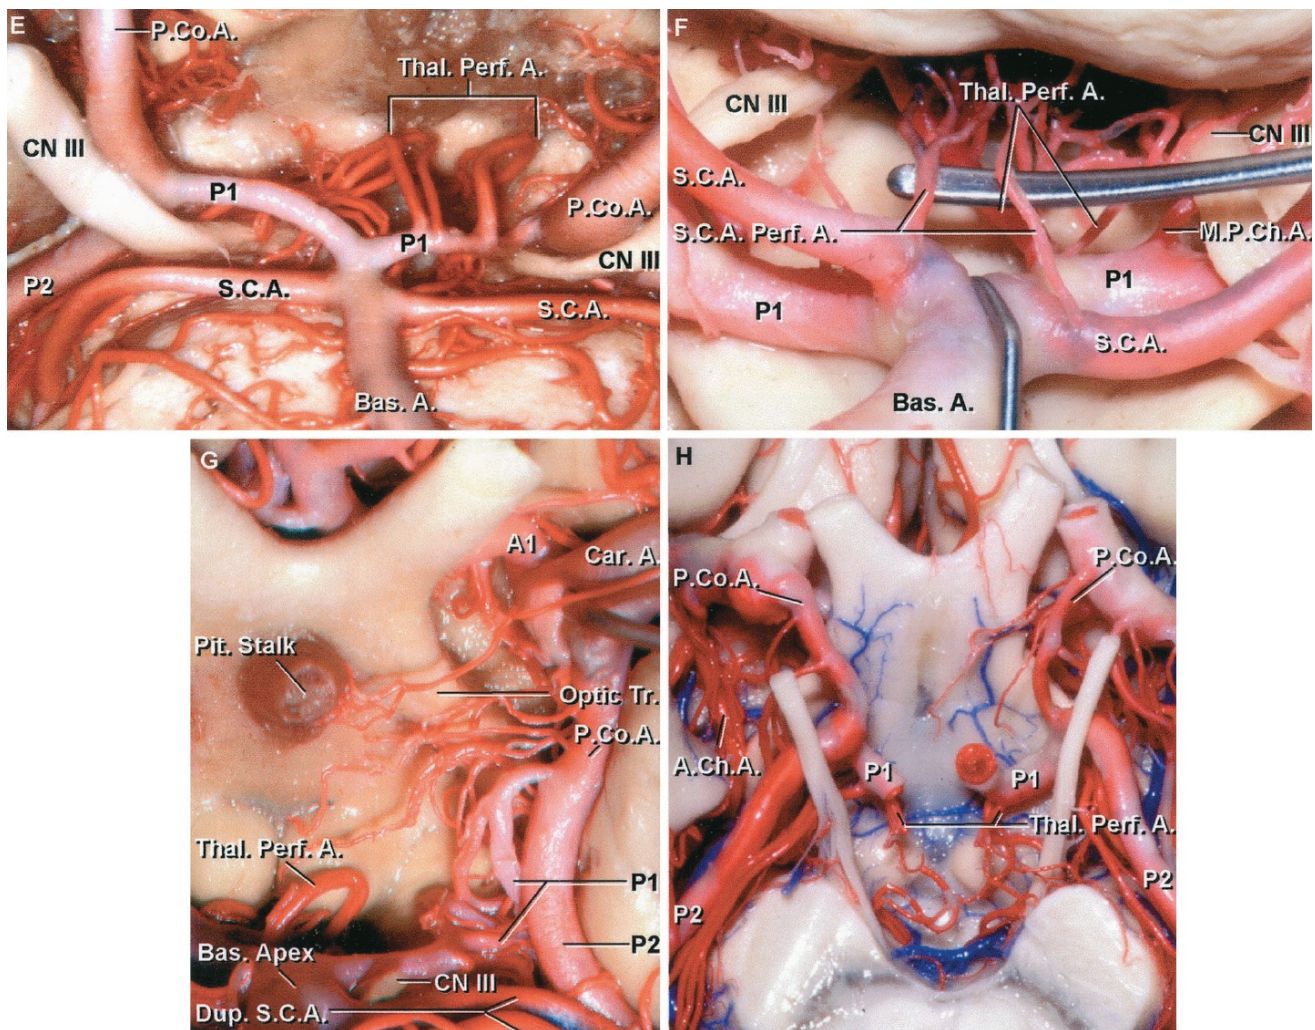 E
P.Co.A.
Thal. Perf. A.
CN III
P1
P.Co.A.
P1
CN III
P2
S.C.A.
S.C.A.
Bas. A.
F
Thal. Perf. A.
CN III
CN III
S.C.A.
S.C.A. Perf. A.
M.P.Ch.A.
P1
P1
S.C.A.
Bas. A.
G
A1
Car. A.
Pit. Stalk
Optic Tr.
P.Co.A.
Thal. Perf. A.
P1
Bas. Apex
P2
CN III
Dup. S.C.A.
H
P.Co.A.
P.Co.A.
A.Ch.A.
P1
P1
Thal. Perf. A.
P2
P2